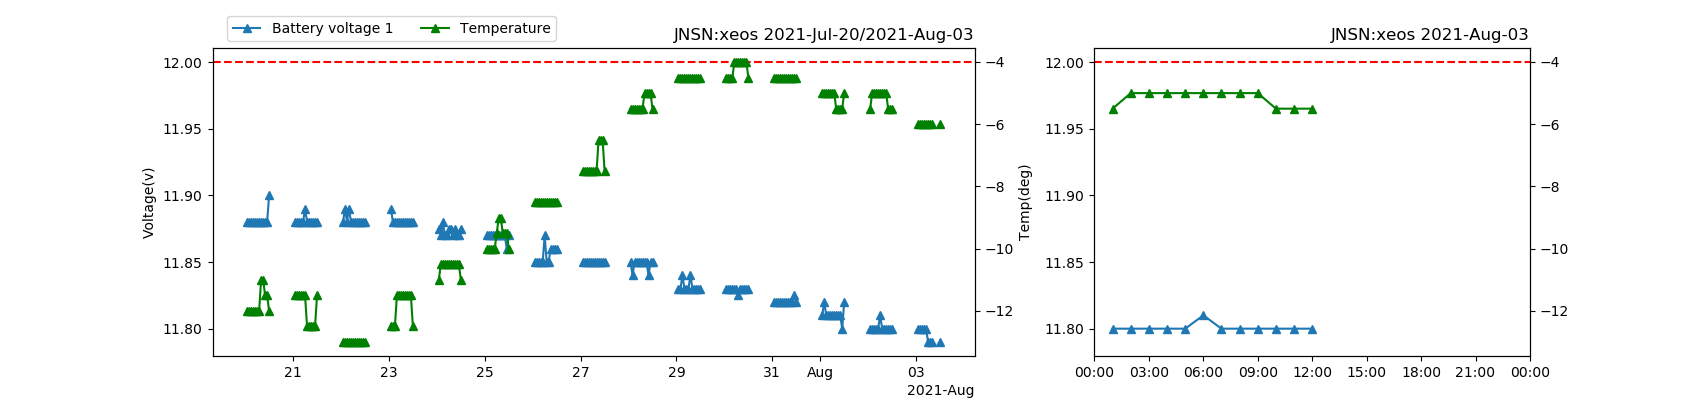 Battery voltage 1 Temperature
JNSN:xeos 2021-Jul-20/2021-Aug-03
JNSN:xeos 2021-Aug-03
Voltage(v)
12.00
11.95
11.90
11.85
11.80
−4
−6
−8
−10
−12
21 23 25 27 29 31 Aug 03
2021-Aug
Temp(deg)
12.00
11.95
11.90
11.85
11.80
−4
−6
−8
−10
−12
00:00 03:00 06:00 09:00 12:00 15:00 18:00 21:00 00:00